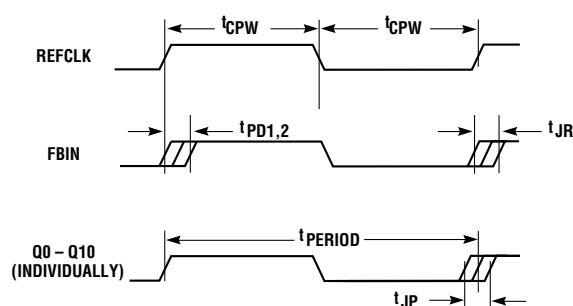 tCPW tCPW
REFCLK
tPD1,2
tJR
FBIN
tPERIOD
Q0 – Q10
(INDIVIDUALLY)
tJP